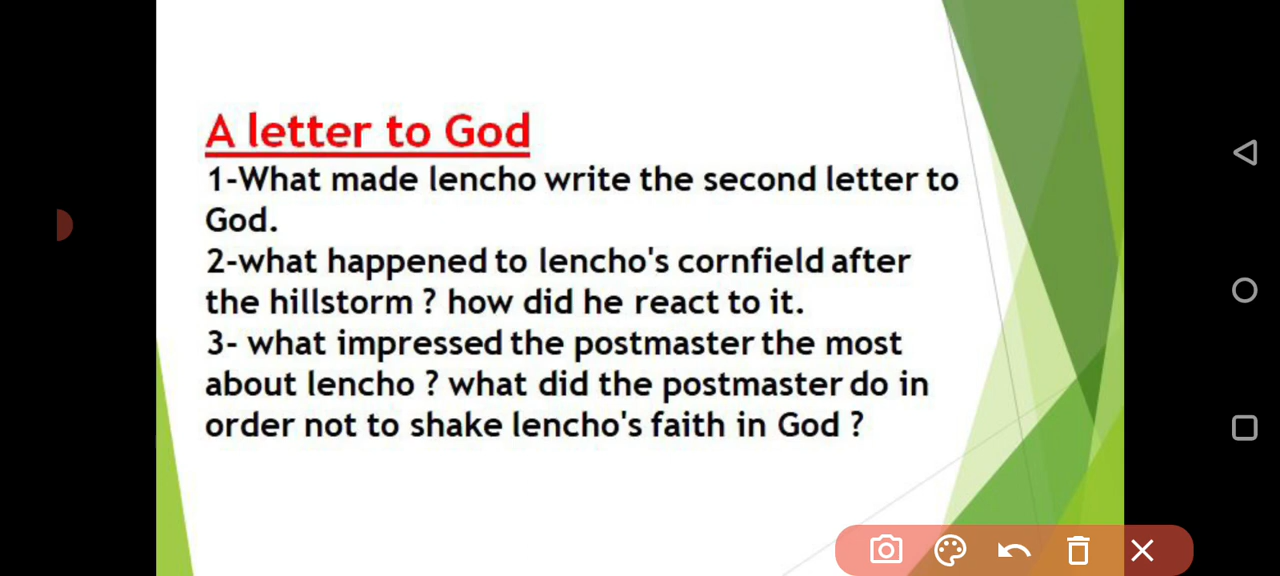 A letter to God
1-What made lencho write the second letter to
God.
2-what happened to lencho's cornfield after
the hillstorm ? how did he react to it.
3- what impressed the postmaster the most
about lencho ? what did the postmaster do in
order not to shake lencho's faith in God ?